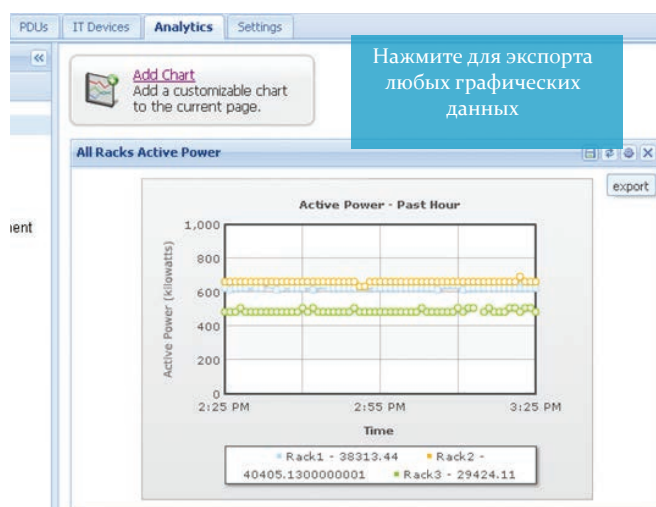 PDUs
IT Devices
Analytics
Settings
Нажмите для экспорта
любых графических
данных
Add Chart
Add a customizable chart
to the current page.
All Racks Active Power
export
ment
Active Power - Past Hour
Active Power (kilowatts)
1,000
800
600
400
200
0
2:25 PM
2:55 PM
3:25 PM
Time
Rack1 - 38313.44
Rack2 -
40405.1300000001
Rack3 - 29424.11